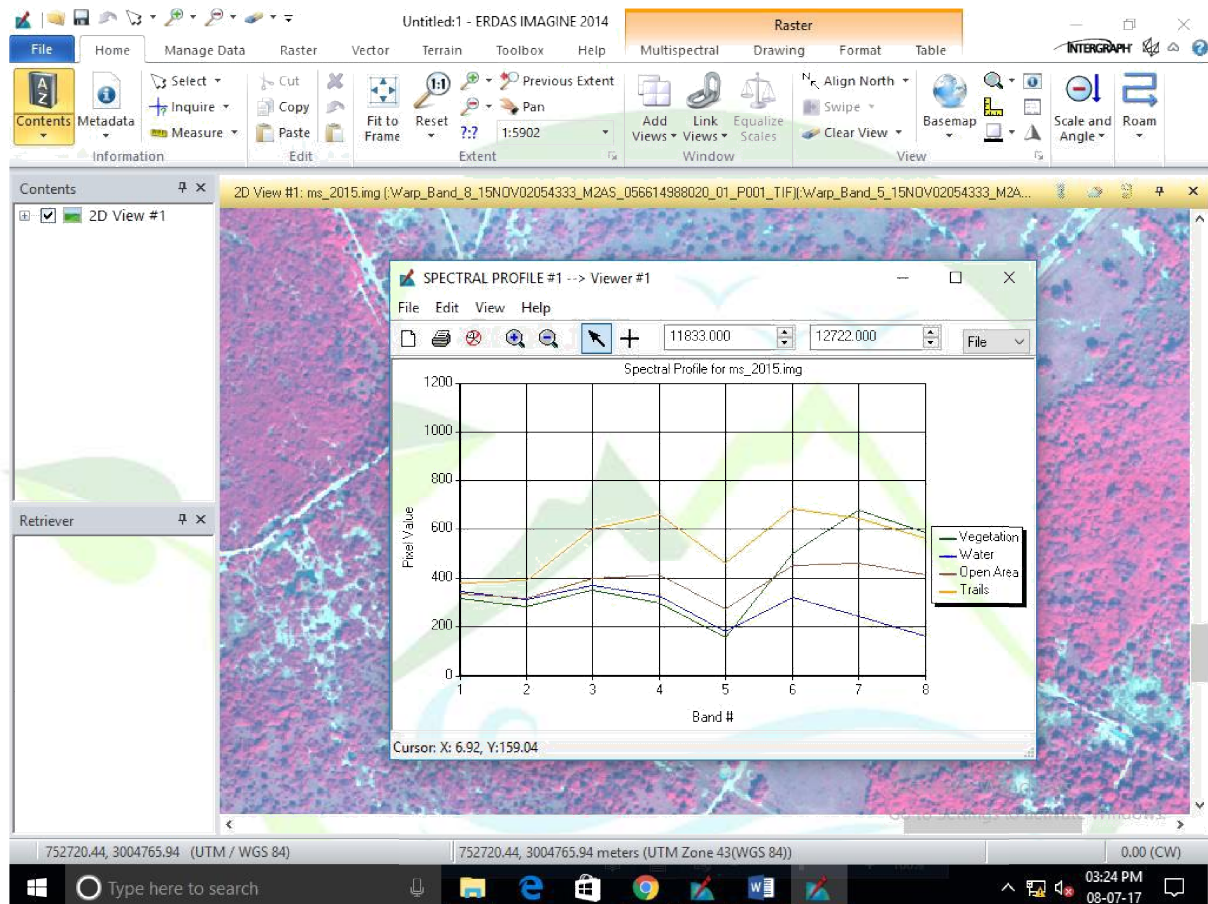 Untitled:1 - ERDAS IMAGINE 2014
Raster
File Home Manage Data Raster Vector Terrain Toolbox Help Multispectral Drawing Format Table
INTERGRAPH
Contents
Metadata
Select
Inquire
Measure
Information
Cut
Copy
Paste
Edit
Fit to Frame
1:1
Reset
?:?
Previous Extent
Pan
1:5902
Extent
Add Views
Link Views
Equalize Scales
Window
Align North
Swipe
Clear View
Basemap
View
Scale and Angle
Roam
Contents
2D View #1
2D View #1: ms_2015.img (:Warp_Band_8_15NOV02054333_M2AS_056614988020_01_P001_TIF)(:Warp_Band_5_15NOV02054333_M2A...
Retriever
SPECTRAL PROFILE #1 --> Viewer #1
File Edit View Help
11833.000 12722.000 File
Spectral Profile for ms_2015.img
1200
1000
800
600
400
200
0
Pixel Value
1 2 3 4 5 6 7 8
Band #
Vegetation
Water
Open Area
Trails
Cursor: X: 6.92, Y:159.04
752720.44, 3004765.94 (UTM / WGS 84) 752720.44, 3004765.94 meters (UTM Zone 43(WGS 84)) 0.00 (CW)
Type here to search
03:24 PM
08-07-17